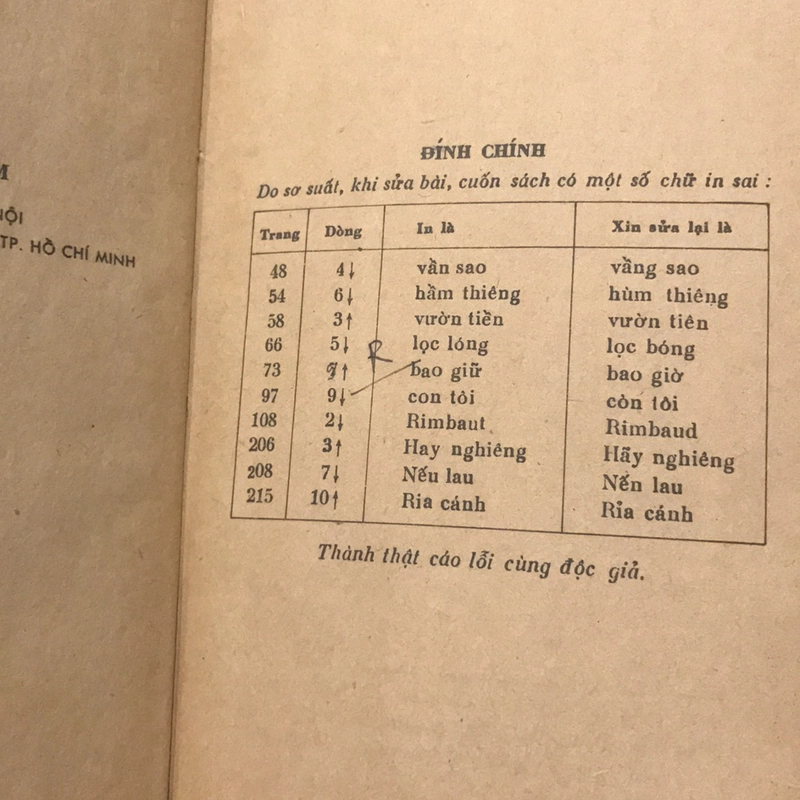 M
NỘI
TP. HỒ CHÍ MINH
ĐÍNH CHÍNH
Do sơ suất, khi sửa bài, cuốn sách có một số chữ in sai :
Trang Dòng In là Xin sửa lại là
48 4↓ vần sao vầng sao
54 6↓ hầm thiêng hùm thiêng
58 3↑ vườn tiền vườn tiên
66 5↓ lọc lóng lọc bóng
73 9↑ bao giữ bao giờ
97 9↓ con tôi còn tôi
108 2↓ Rimbaut Rimbaud
206 3↑ Hay nghiêng Hãy nghiêng
208 7↓ Nếu lau Nến lau
215 10↑ Ria cánh Rỉa cánh
Thành thật cáo lỗi cùng độc giả.